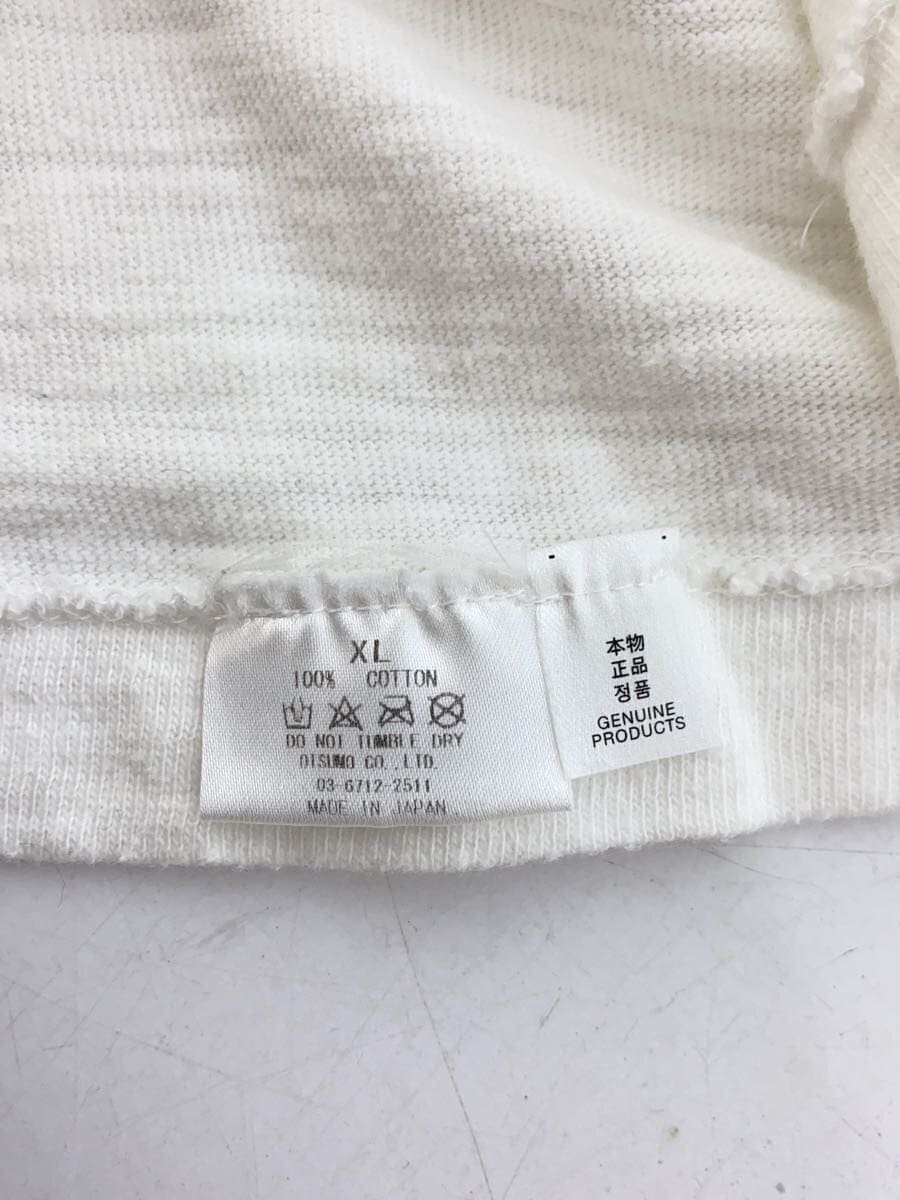 XL
100% COTTON
DO NOT TUMBLE DRY
OTSUMO CO.,LTD.
03-6712-2511
MADE IN JAPAN
本物
正品
정품
GENUINE
PRODUCTS